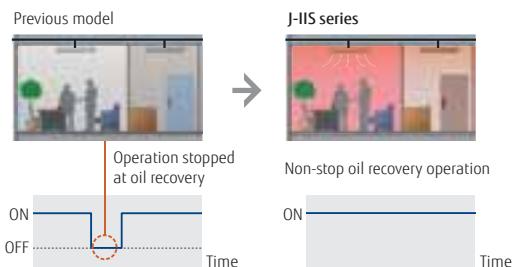 Previous model
J-IIS series
Operation stopped
at oil recovery
Non-stop oil recovery operation
ON
OFF
Time
ON
Time